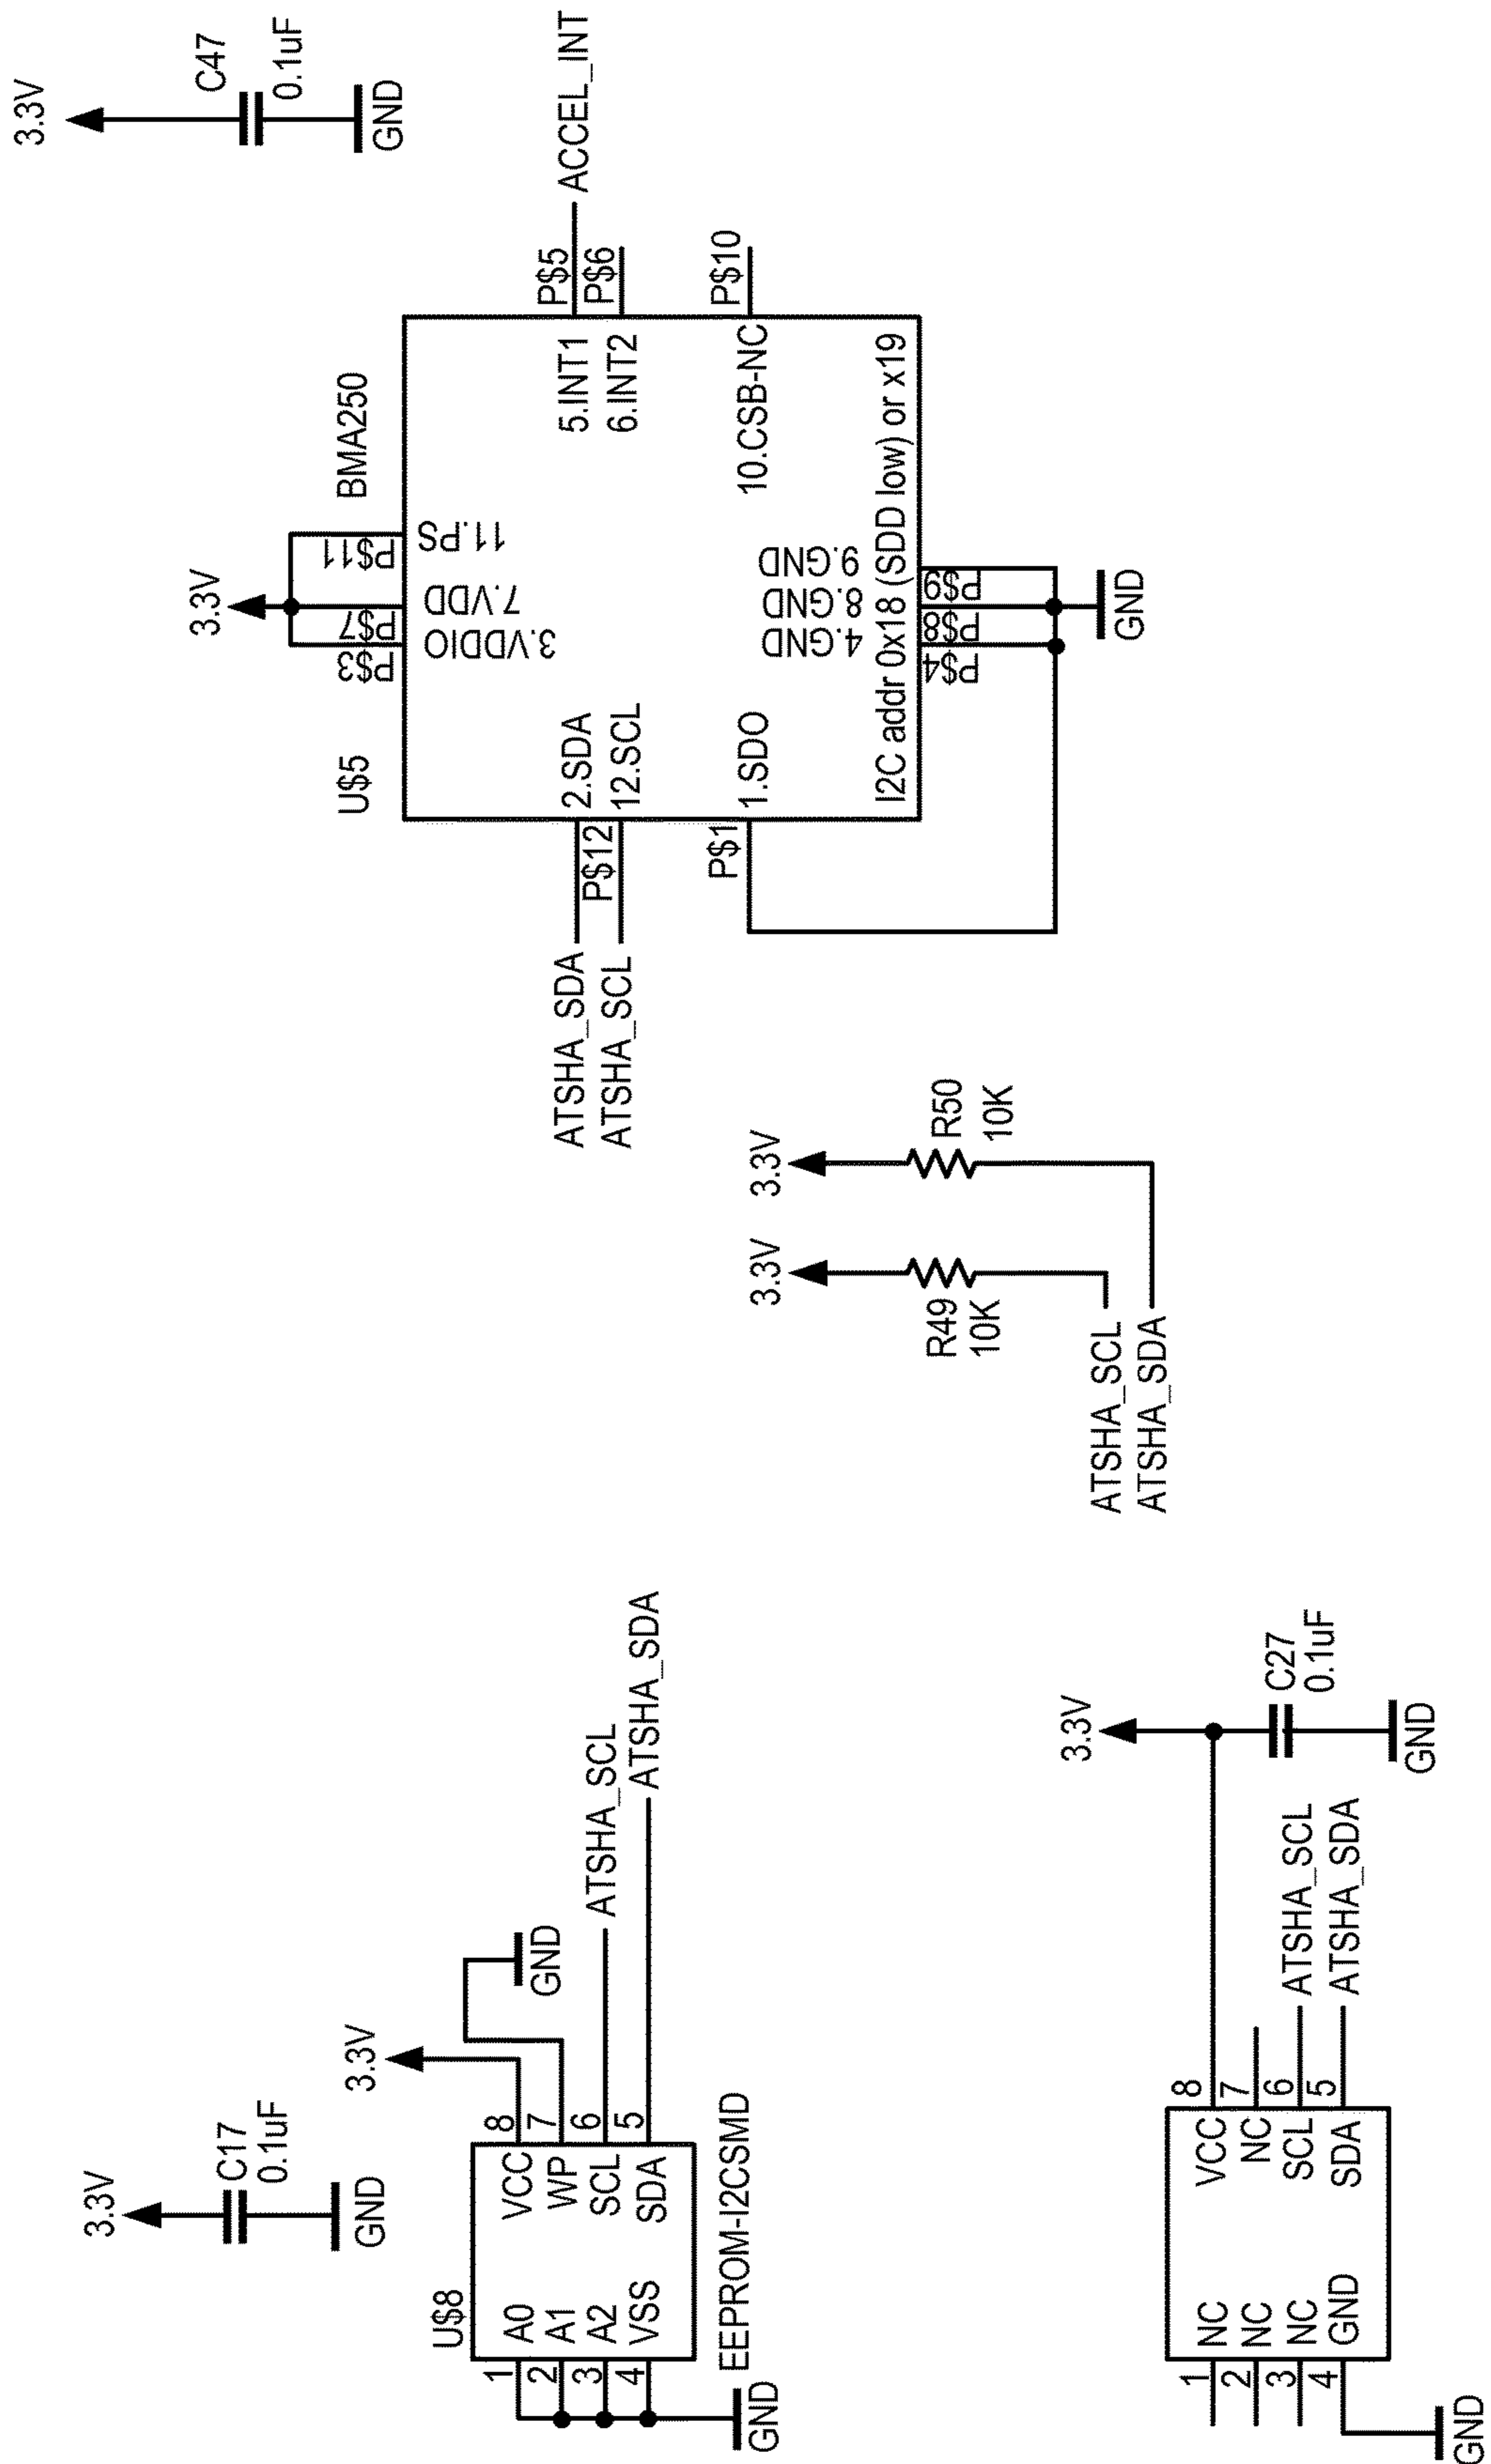 3.3V
C17
0.1uF
GND
3.3V
GND
U$8
1
A0
VCC
8
2
A1
WP
7
3
A2
SCL
6
ATSHA_SCL
4
VSS
SDA
5
ATSHA_SDA
EEPROM-I2CSMD
GND
3.3V
1
NC
VCC
8
C27
0.1uF
2
NC
NC
7
3
NC
SCL
6
ATSHA_SCL
4
GND
SDA
5
ATSHA_SDA
GND
GND
3.3V
3.3V
R49
10K
R50
10K
ATSHA_SCL
ATSHA_SDA
3.3V
U$5
BMA250
P$3
P$7
P$11
3.VDDIO
7.VDD
11.PS
ATSHA_SDA
2.SDA
5.INT1
P$5
ACCEL_INT
ATSHA_SCL
P$12
12.SCL
6.INT2
P$6
P$1
1.SDO
4.GND
8.GND
9.GND
10.CSB-NC
P$10
I2C addr 0x18 (SDD low) or x19
P$4
P$8
P$9
GND
3.3V
C47
0.1uF
GND